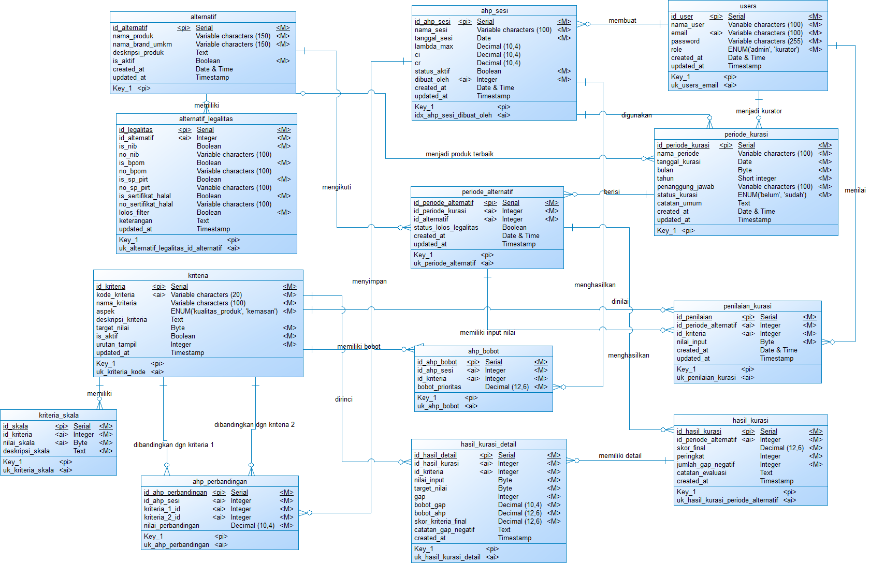 alternatif
id_alternatif <pi> Serial <M>
nama_produk Variable characters (150) <M>
nama_brand_umkm Variable characters (150) <M>
deskripsi_produk Text
is_aktif Boolean <M>
created_at Date & Time
updated_at Timestamp
Key_1 <pi>
ahp_sesi
id_ahp_sesi <pi> Serial <M>
nama_sesi Variable characters (100) <M>
tanggal_sesi Date <M>
lambda_max Decimal (10,4)
ci Decimal (10,4)
cr Decimal (10,4)
status_aktif Boolean <M>
dibuat_oleh <ai> Integer <M>
created_at Date & Time
updated_at Timestamp
Key_1 <pi>
idx_ahp_sesi_dibuat_oleh <ai>
users
id_user <pi> Serial <M>
nama_user Variable characters (100) <M>
email <ai> Variable characters (100) <M>
password Variable characters (255) <M>
role ENUM('admin', 'kurator') <M>
created_at Date & Time
updated_at Timestamp
Key_1 <pi>
uk_users_email <ai>
membuat
memiliki
digunakan
menjadi kurator
menilai
menjadi produk terbaik
mengikuti
alternatif_legalitas
id_legalitas <pi> Serial <M>
id_alternatif <ai> Integer <M>
is_nib Boolean <M>
no_nib Variable characters (100)
is_bpom Boolean <M>
no_bpom Variable characters (100)
is_sp_pirt Boolean <M>
no_sp_pirt Variable characters (100)
is_sertifikat_halal Boolean <M>
no_sertifikat_halal Variable characters (100)
lolos_filter Boolean <M>
keterangan Text
updated_at Timestamp
Key_1 <pi>
uk_alternatif_legalitas_id_alternatif <ai>
periode_kurasi
id_periode_kurasi <pi> Serial <M>
nama_periode Variable characters (100) <M>
tanggal_kurasi Date <M>
bulan Byte <M>
tahun Short integer <M>
penanggung_jawab Variable characters (100) <M>
status_kurasi ENUM('belum', 'sudah') <M>
catatan_umum Text
created_at Date & Time
updated_at Timestamp
Key_1 <pi>
periode_alternatif
id_periode_alternatif <pi> Serial <M>
id_periode_kurasi <ai> Integer <M>
id_alternatif <ai> Integer <M>
status_lolos_legalitas Boolean <M>
created_at Date & Time
updated_at Timestamp
Key_1 <pi>
uk_periode_alternatif <ai>
berisi
menyimpan
menghasilkan
dinilai
memiliki input nilai
memiliki bobot
menghasilkan
kriteria
id_kriteria <pi> Serial <M>
kode_kriteria <ai> Variable characters (20) <M>
nama_kriteria Variable characters (100) <M>
aspek ENUM('kualitas_produk', 'kemasan') <M>
deskripsi_kriteria Text
target_nilai Byte <M>
is_aktif Boolean <M>
urutan_tampil Integer <M>
updated_at Timestamp
Key_1 <pi>
uk_kriteria_kode <ai>
penilaian_kurasi
id_penilaian <pi> Serial <M>
id_periode_alternatif <ai> Integer <M>
id_kriteria <ai> Integer <M>
nilai_input Byte <M>
created_at Date & Time
updated_at Timestamp
Key_1 <pi>
uk_penilaian_kurasi <ai>
ahp_bobot
id_ahp_bobot <pi> Serial <M>
id_ahp_sesi <ai> Integer <M>
id_kriteria <ai> Integer <M>
bobot_prioritas Decimal (12,6) <M>
Key_1 <pi>
uk_ahp_bobot <ai>
memiliki
dirinci
dibandingkan dgn kriteria 2
dibandingkan dgn kriteria 1
kriteria_skala
id_skala <pi> Serial <M>
id_kriteria <ai> Integer <M>
nilai_skala <ai> Byte <M>
deskripsi_skala Text <M>
Key_1 <pi>
uk_kriteria_skala <ai>
hasil_kurasi
id_hasil_kurasi <pi> Serial <M>
id_periode_alternatif <ai> Integer <M>
skor_final Decimal (12,6) <M>
peringkat Integer <M>
jumlah_gap_negatif Integer <M>
catatan_evaluasi Text
created_at Timestamp
Key_1 <pi>
uk_hasil_kurasi_periode_alternatif <ai>
hasil_kurasi_detail
id_hasil_detail <pi> Serial <M>
id_hasil_kurasi <ai> Integer <M>
id_kriteria <ai> Integer <M>
nilai_input Byte <M>
target_nilai Byte <M>
gap Integer <M>
bobot_gap Decimal (10,4) <M>
bobot_ahp Decimal (12,6) <M>
skor_kriteria_final Decimal (12,6) <M>
catatan_gap_negatif Text
created_at Timestamp
Key_1 <pi>
uk_hasil_kurasi_detail <ai>
memiliki detail
ahp_perbandingan
id_ahp_perbandingan <pi> Serial <M>
id_ahp_sesi <ai> Integer <M>
kriteria_1_id <ai> Integer <M>
kriteria_2_id <ai> Integer <M>
nilai_perbandingan Decimal (10,4) <M>
Key_1 <pi>
uk_ahp_perbandingan <ai>